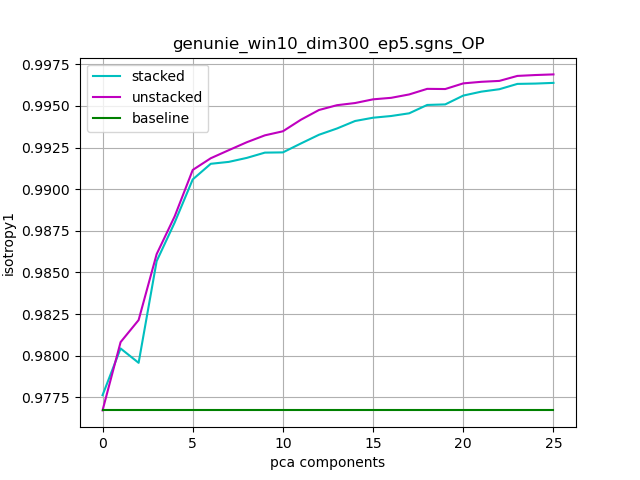 genunie_win10_dim300_ep5.sgns_OP
stacked
unstacked
baseline
0.9975
0.9950
0.9925
0.9900
0.9875
0.9850
0.9825
0.9800
0.9775
isotropy1
0 5 10 15 20 25
pca components